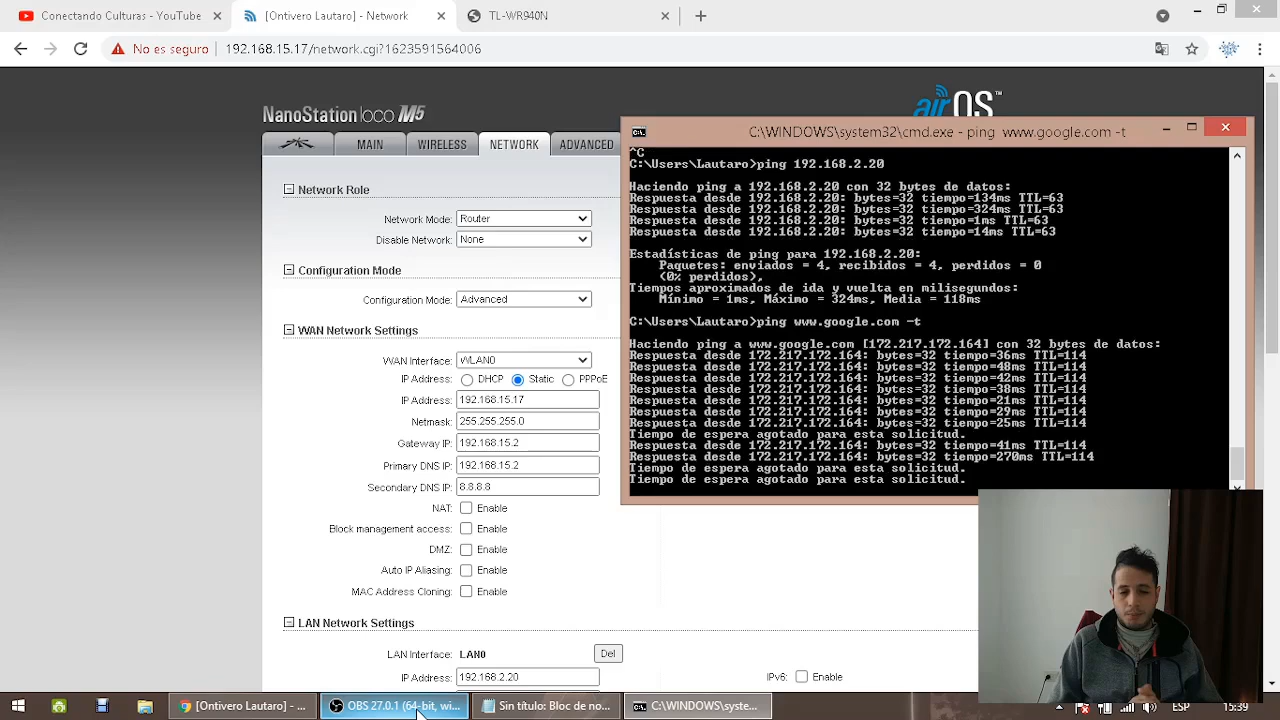 Conectando Culturas - YouTube
[Ontivero Lautaro] - Network
TL-WR940N
No es seguro
192.168.15.17/network.cgi?1623591564006
NanoStation loco M5
airOS™
MAIN
WIRELESS
NETWORK
ADVANCED
Network Role
Network Mode: Router
Disable Network: None
Configuration Mode
Configuration Mode: Advanced
WAN Network Settings
WAN Interface: WLAN0
IP Address: DHCP Static PPPoE
IP Address: 192.168.15.17
Netmask: 255.255.255.0
Gateway IP: 192.168.15.2
Primary DNS IP: 192.168.15.2
Secondary DNS IP: 8.8.8.8
NAT: Enable
Block management access: Enable
DMZ: Enable
Auto IP Aliasing: Enable
MAC Address Cloning: Enable
LAN Network Settings
LAN Interface: LAN0 Del
IP Address: 192.168.2.20
IPv6: Enable
C:\WINDOWS\system32\cmd.exe - ping www.google.com -t
^C
C:\Users\Lautaro>ping 192.168.2.20
Haciendo ping a 192.168.2.20 con 32 bytes de datos:
Respuesta desde 192.168.2.20: bytes=32 tiempo=134ms TTL=63
Respuesta desde 192.168.2.20: bytes=32 tiempo=324ms TTL=63
Respuesta desde 192.168.2.20: bytes=32 tiempo=1ms TTL=63
Respuesta desde 192.168.2.20: bytes=32 tiempo=14ms TTL=63
Estadísticas de ping para 192.168.2.20:
Paquetes: enviados = 4, recibidos = 4, perdidos = 0
(0% perdidos),
Tiempos aproximados de ida y vuelta en milisegundos:
Mínimo = 1ms, Máximo = 324ms, Media = 118ms
C:\Users\Lautaro>ping www.google.com -t
Haciendo ping a www.google.com [172.217.172.164] con 32 bytes de datos:
Respuesta desde 172.217.172.164: bytes=32 tiempo=36ms TTL=114
Respuesta desde 172.217.172.164: bytes=32 tiempo=48ms TTL=114
Respuesta desde 172.217.172.164: bytes=32 tiempo=42ms TTL=114
Respuesta desde 172.217.172.164: bytes=32 tiempo=38ms TTL=114
Respuesta desde 172.217.172.164: bytes=32 tiempo=21ms TTL=114
Respuesta desde 172.217.172.164: bytes=32 tiempo=29ms TTL=114
Respuesta desde 172.217.172.164: bytes=32 tiempo=25ms TTL=114
Tiempo de espera agotado para esta solicitud.
Respuesta desde 172.217.172.164: bytes=32 tiempo=41ms TTL=114
Respuesta desde 172.217.172.164: bytes=32 tiempo=270ms TTL=114
Tiempo de espera agotado para esta solicitud.
Tiempo de espera agotado para esta solicitud.
[Ontivero Lautaro] - ...
OBS 27.0.1 (64-bit, wi...
Sin título: Bloc de no...
C:\WINDOWS\syste...
15:39